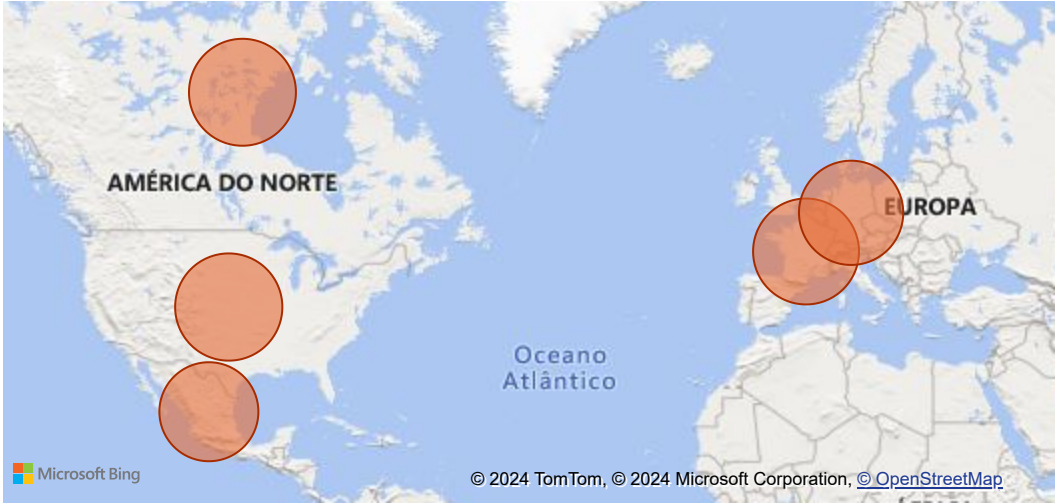 AMÉRICA DO NORTE
EUROPA
Oceano
Atlântico
Microsoft Bing
© 2024 TomTom, © 2024 Microsoft Corporation, © OpenStreetMap